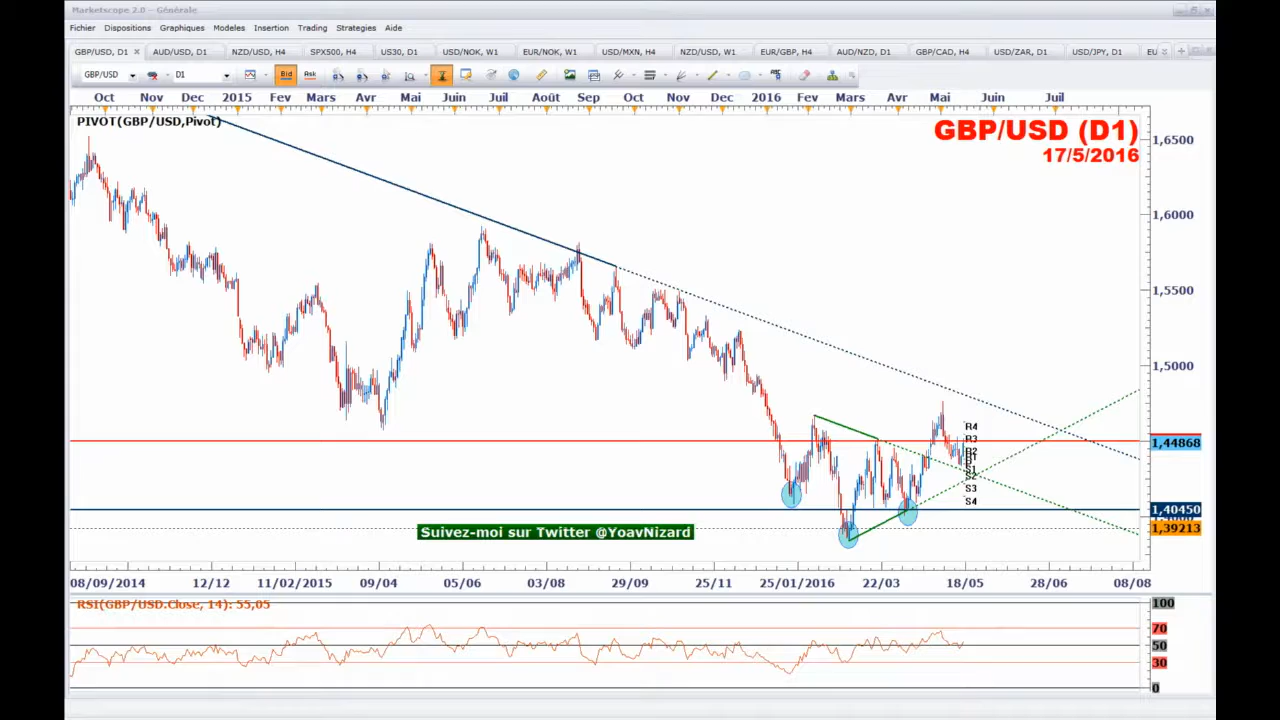 Marketscope 2.0 - Générale
Fichier Dispositions Graphiques Modeles Insertion Trading Strategies Aide
GBP/USD, D1 AUD/USD, D1 NZD/USD, H4 SPX500, H4 US30, D1 USD/NOK, W1 EUR/NOK, W1 USD/MXN, H4 NZD/USD, W1 EUR/GBP, H4 AUD/NZD, D1 GBP/CAD, H4 USD/ZAR, D1 USD/JPY, D1 EU
GBP/USD D1 Bid Ask
Oct Nov Dec 2015 Fev Mars Avr Mai Juin Juil Août Sep Oct Nov Dec 2016 Fev Mars Avr Mai Juin Juil
PIVOT(GBP/USD,Pivot)
GBP/USD (D1)
17/5/2016
1,6500
1,6000
1,5500
1,5000
R4
R3
R2
R1
1,44868
S1
S2
S3
S4
1,40450
1,39213
Suivez-moi sur Twitter @YoavNizard
08/09/2014 12/12 11/02/2015 09/04 05/06 03/08 29/09 25/11 25/01/2016 22/03 18/05 28/06 08/08
RSI(GBP/USD.Close, 14): 55,05
100
70
50
30
0